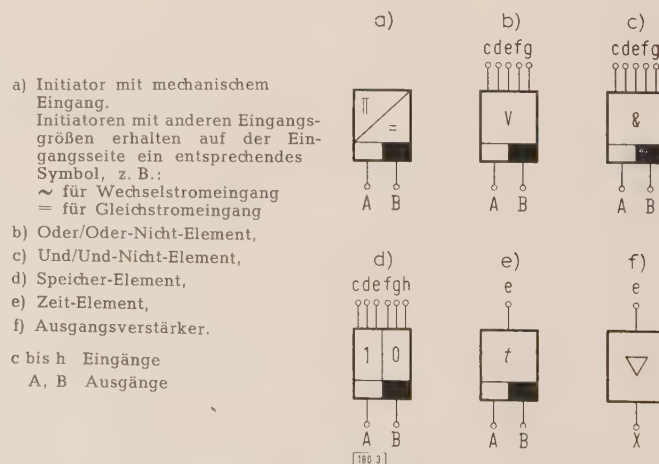 a) Initiator mit mechanischem
Eingang.
Initiatoren mit anderen Eingangs-
größen erhalten auf der Ein-
gangsseite ein entsprechendes
Symbol, z. B.:
~ für Wechselstromeingang
= für Gleichstromeingang
b) Oder/Oder-Nicht-Element,
c) Und/Und-Nicht-Element,
d) Speicher-Element,
e) Zeit-Element,
f) Ausgangsverstärker.
c bis h Eingänge
A, B Ausgänge
a)
=
A B
b)
cdefg
V
A B
c)
cdefg
&
A B
d)
cdefgh
1 0
A B
e)
e
t
A B
f)
e
▽
X
180 3